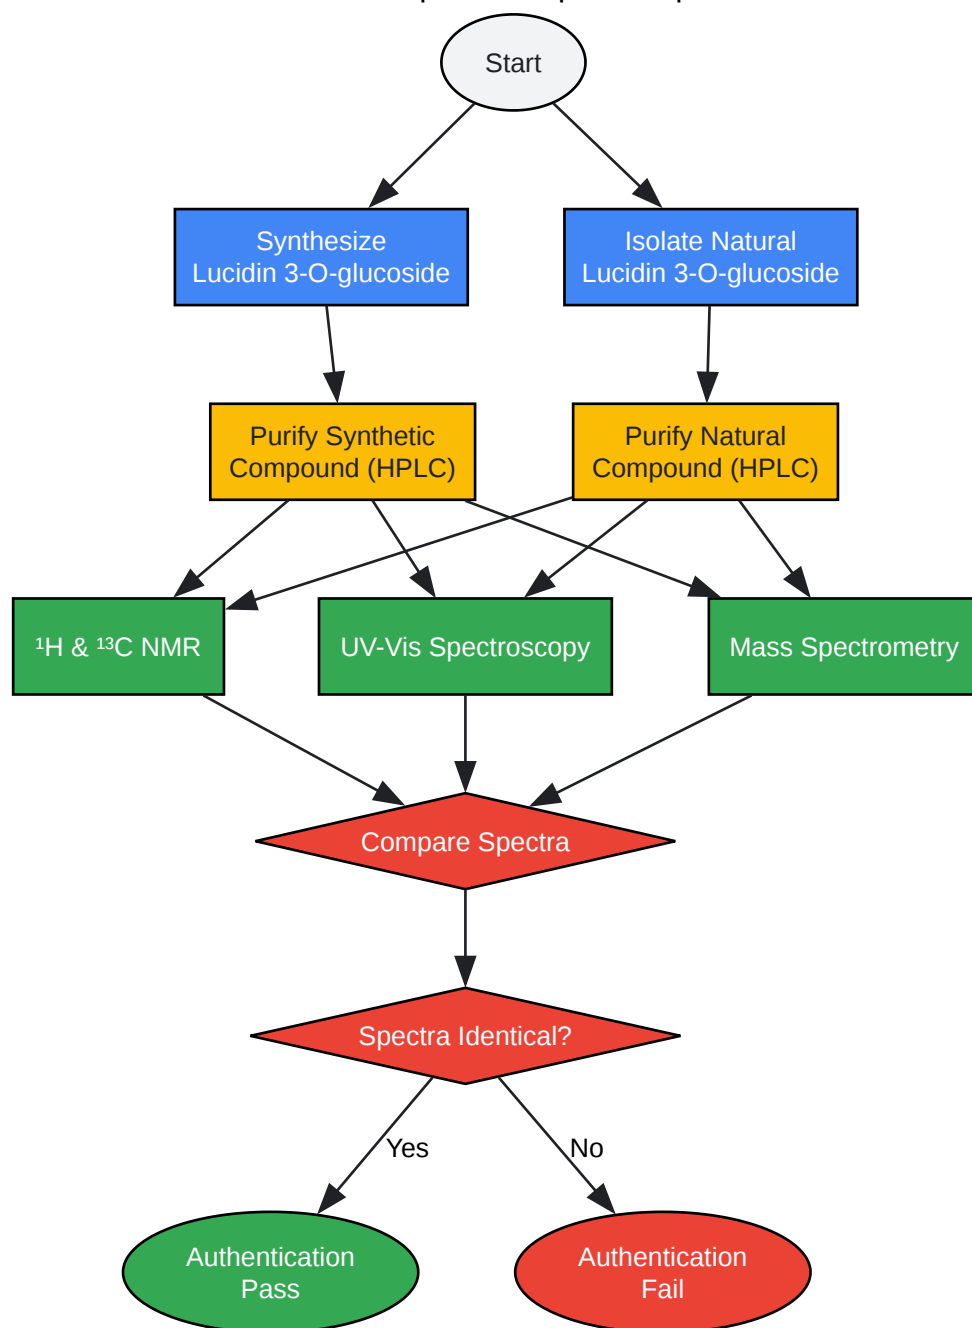 Start
Synthesize
Lucidin 3-O-glucoside
Isolate Natural
Lucidin 3-O-glucoside
Purify Synthetic
Compound (HPLC)
Purify Natural
Compound (HPLC)
¹H & ¹³C NMR
UV-Vis Spectroscopy
Mass Spectrometry
Compare Spectra
Spectra Identical?
Yes
No
Authentication
Pass
Authentication
Fail